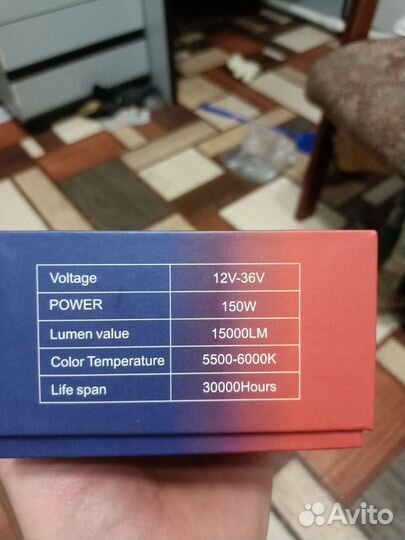 Voltage 12V-36V
POWER 150W
Lumen value 15000LM
Color Temperature 5500-6000K
Life span 30000Hours
Avito